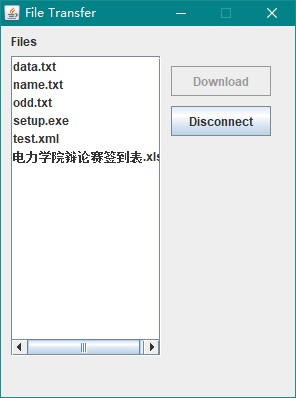 File Transfer
Files
data.txt
name.txt
odd.txt
setup.exe
test.xml
电力学院辩论赛签到表.xls
Download
Disconnect